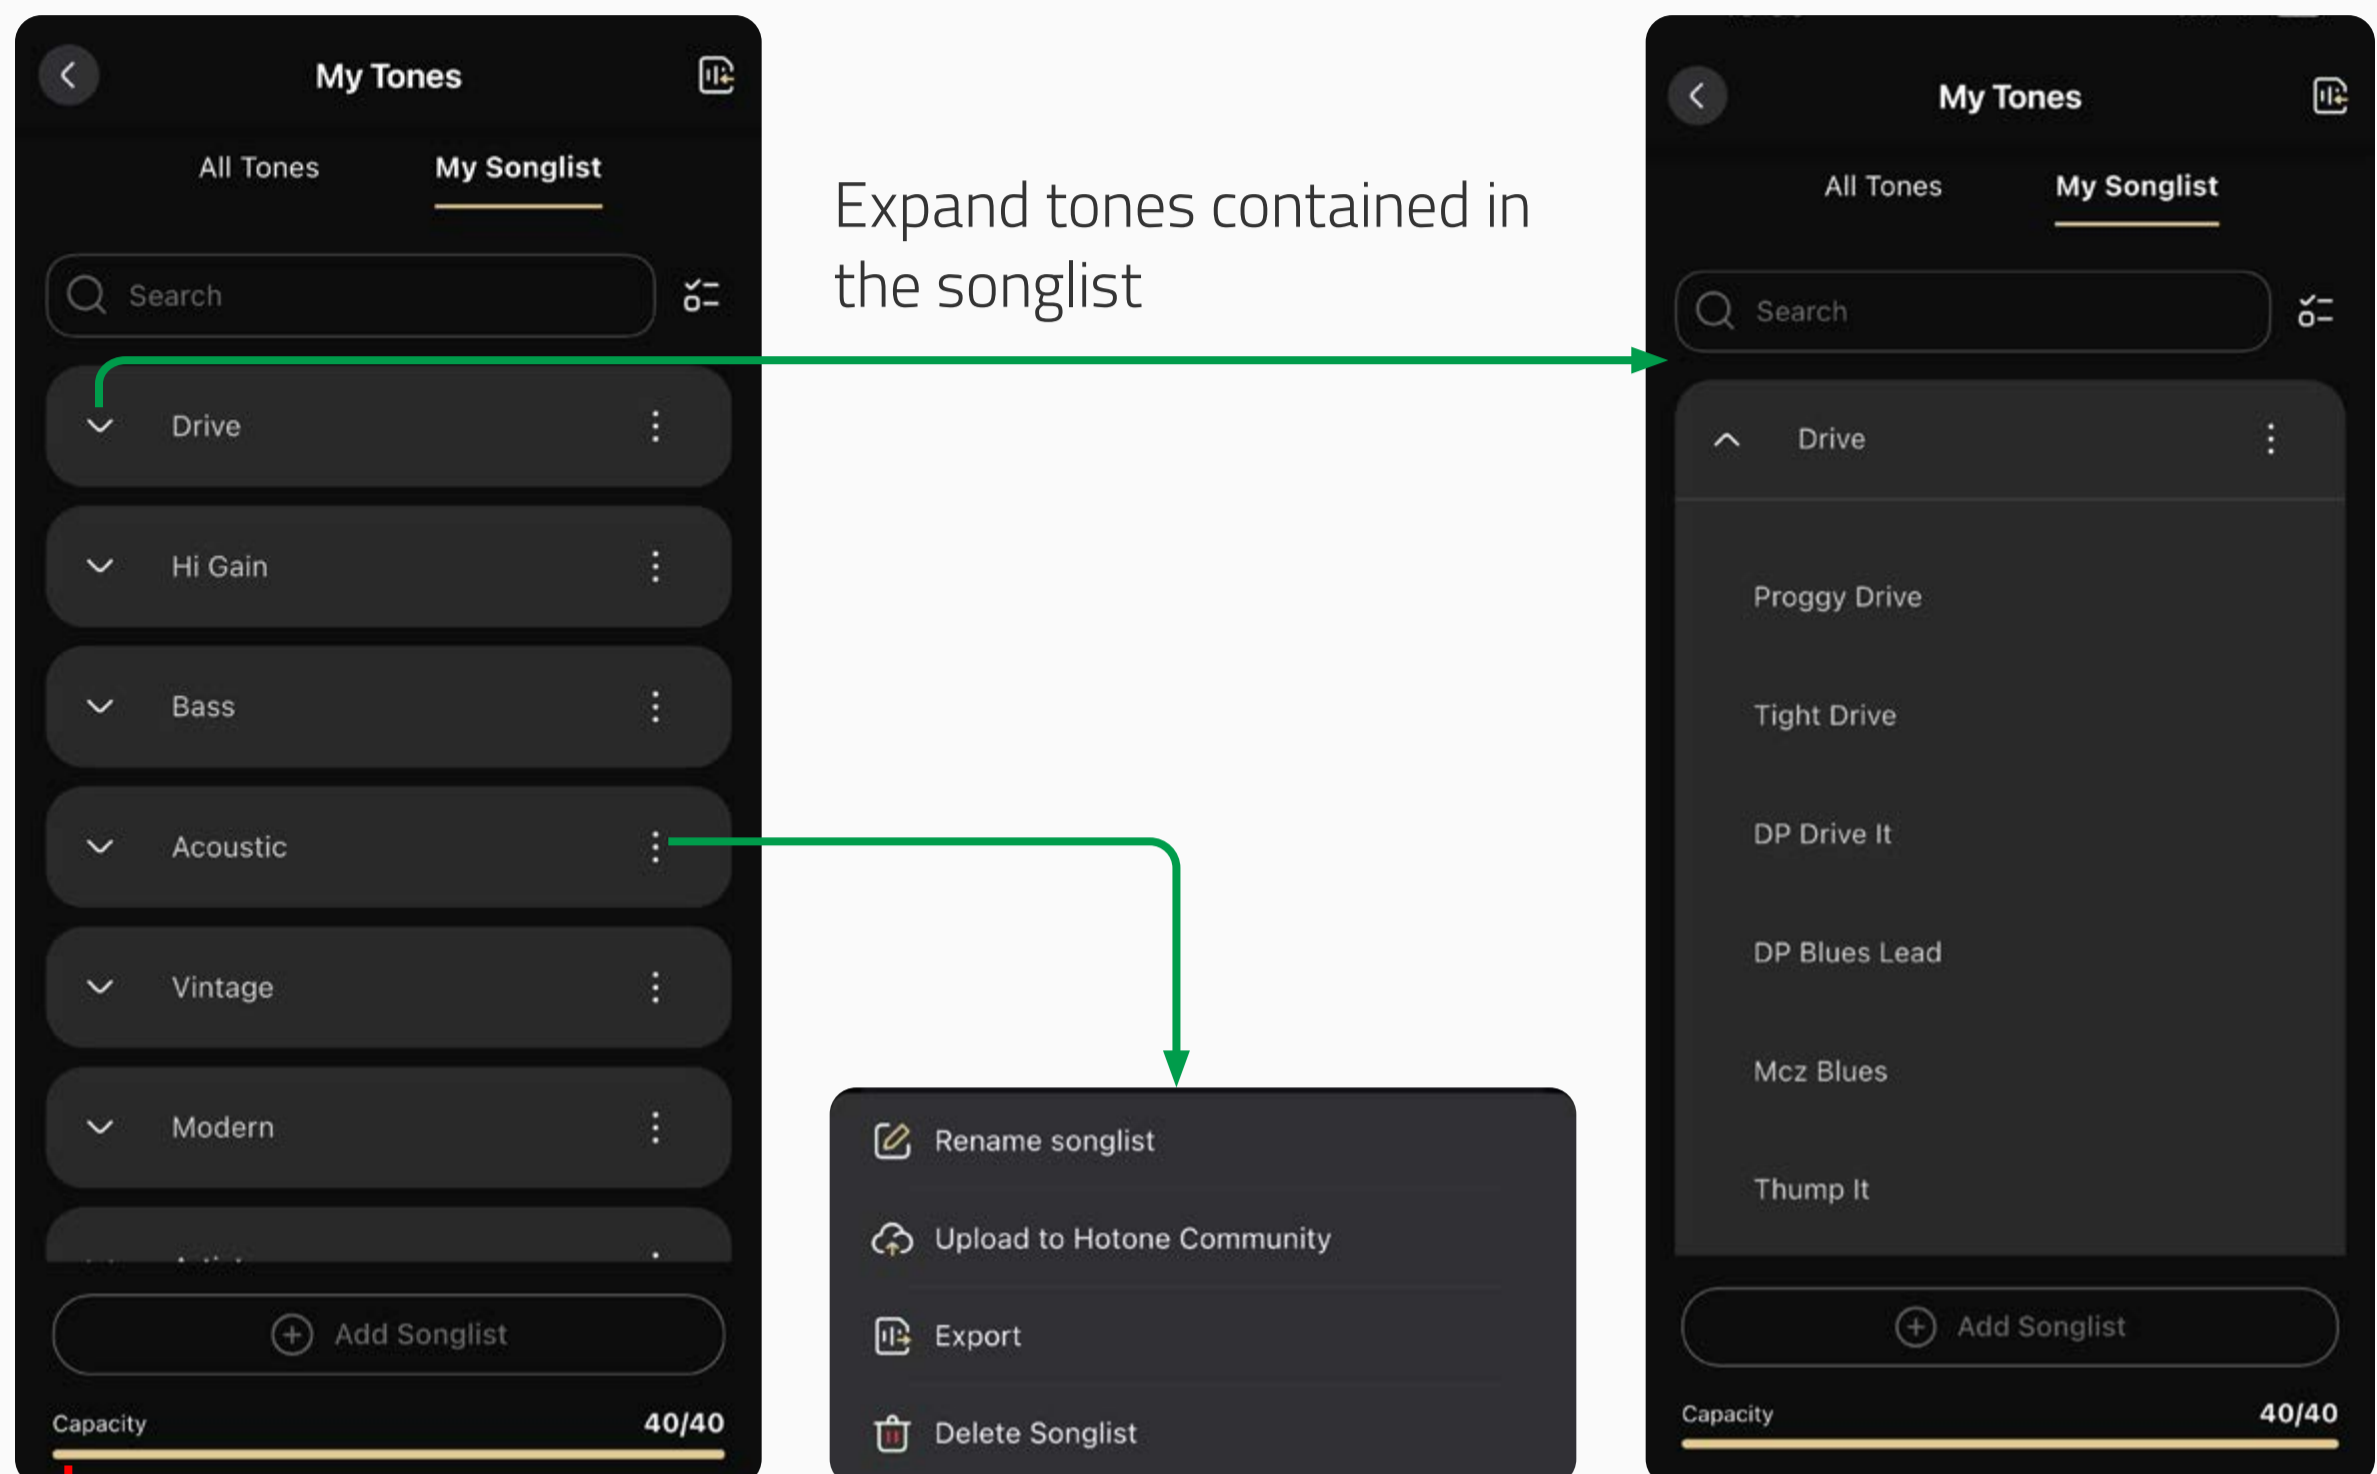 My Tones
All Tones My Songlist
Search
Drive
Hi Gain
Bass
Acoustic
Vintage
Modern
Add Songlist
Capacity 40/40
Expand tones contained in
the songlist
Rename songlist
Upload to Hotone Community
Export
Delete Songlist
My Tones
All Tones My Songlist
Search
Drive
Proggy Drive
Tight Drive
DP Drive It
DP Blues Lead
Mcz Blues
Thump It
Add Songlist
Capacity 40/40